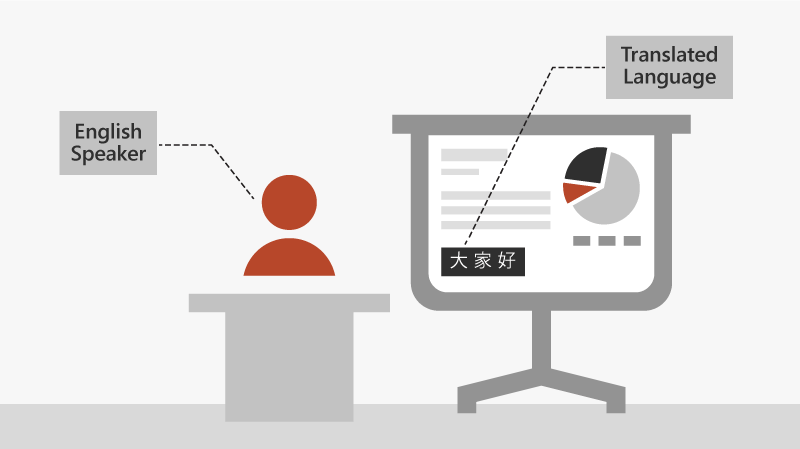 English
Speaker
Translated
Language
大家好